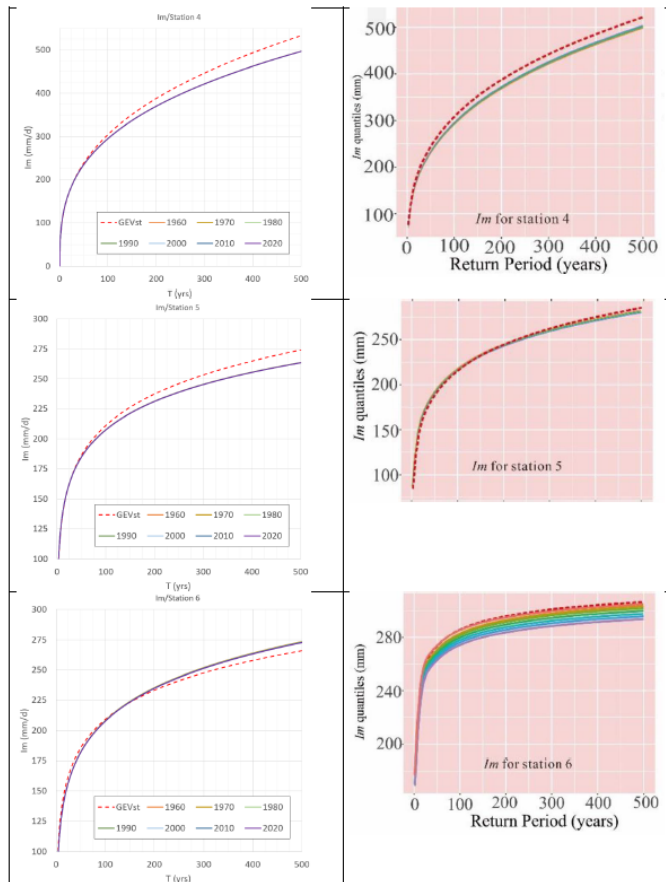 Im/Station 4
Im (mm/d)
500
400
300
200
100
0
GEVst 1960 1970 1980
1990 2000 2010 2020
0 100 200 300 400 500
T (yrs)
Im quantiles (mm)
500
400
300
200
100
Im for station 4
0 100 200 300 400 500
Return Period (years)
Im/Station 5
Im (mm/d)
300
275
250
225
200
175
150
125
100
GEVst 1960 1970 1980
1990 2000 2010 2020
0 100 200 300 400 500
T (yrs)
Im quantiles (mm)
250
200
150
100
Im for station 5
Im/Station 6
Im (mm/d)
300
275
250
225
200
175
150
125
100
GEVst 1960 1970 1980
1990 2000 2010 2020
0 100 200 300 400 500
T (yrs)
Im quantiles (mm)
280
240
200
Im for station 6
0 100 200 300 400 500
Return Period (years)